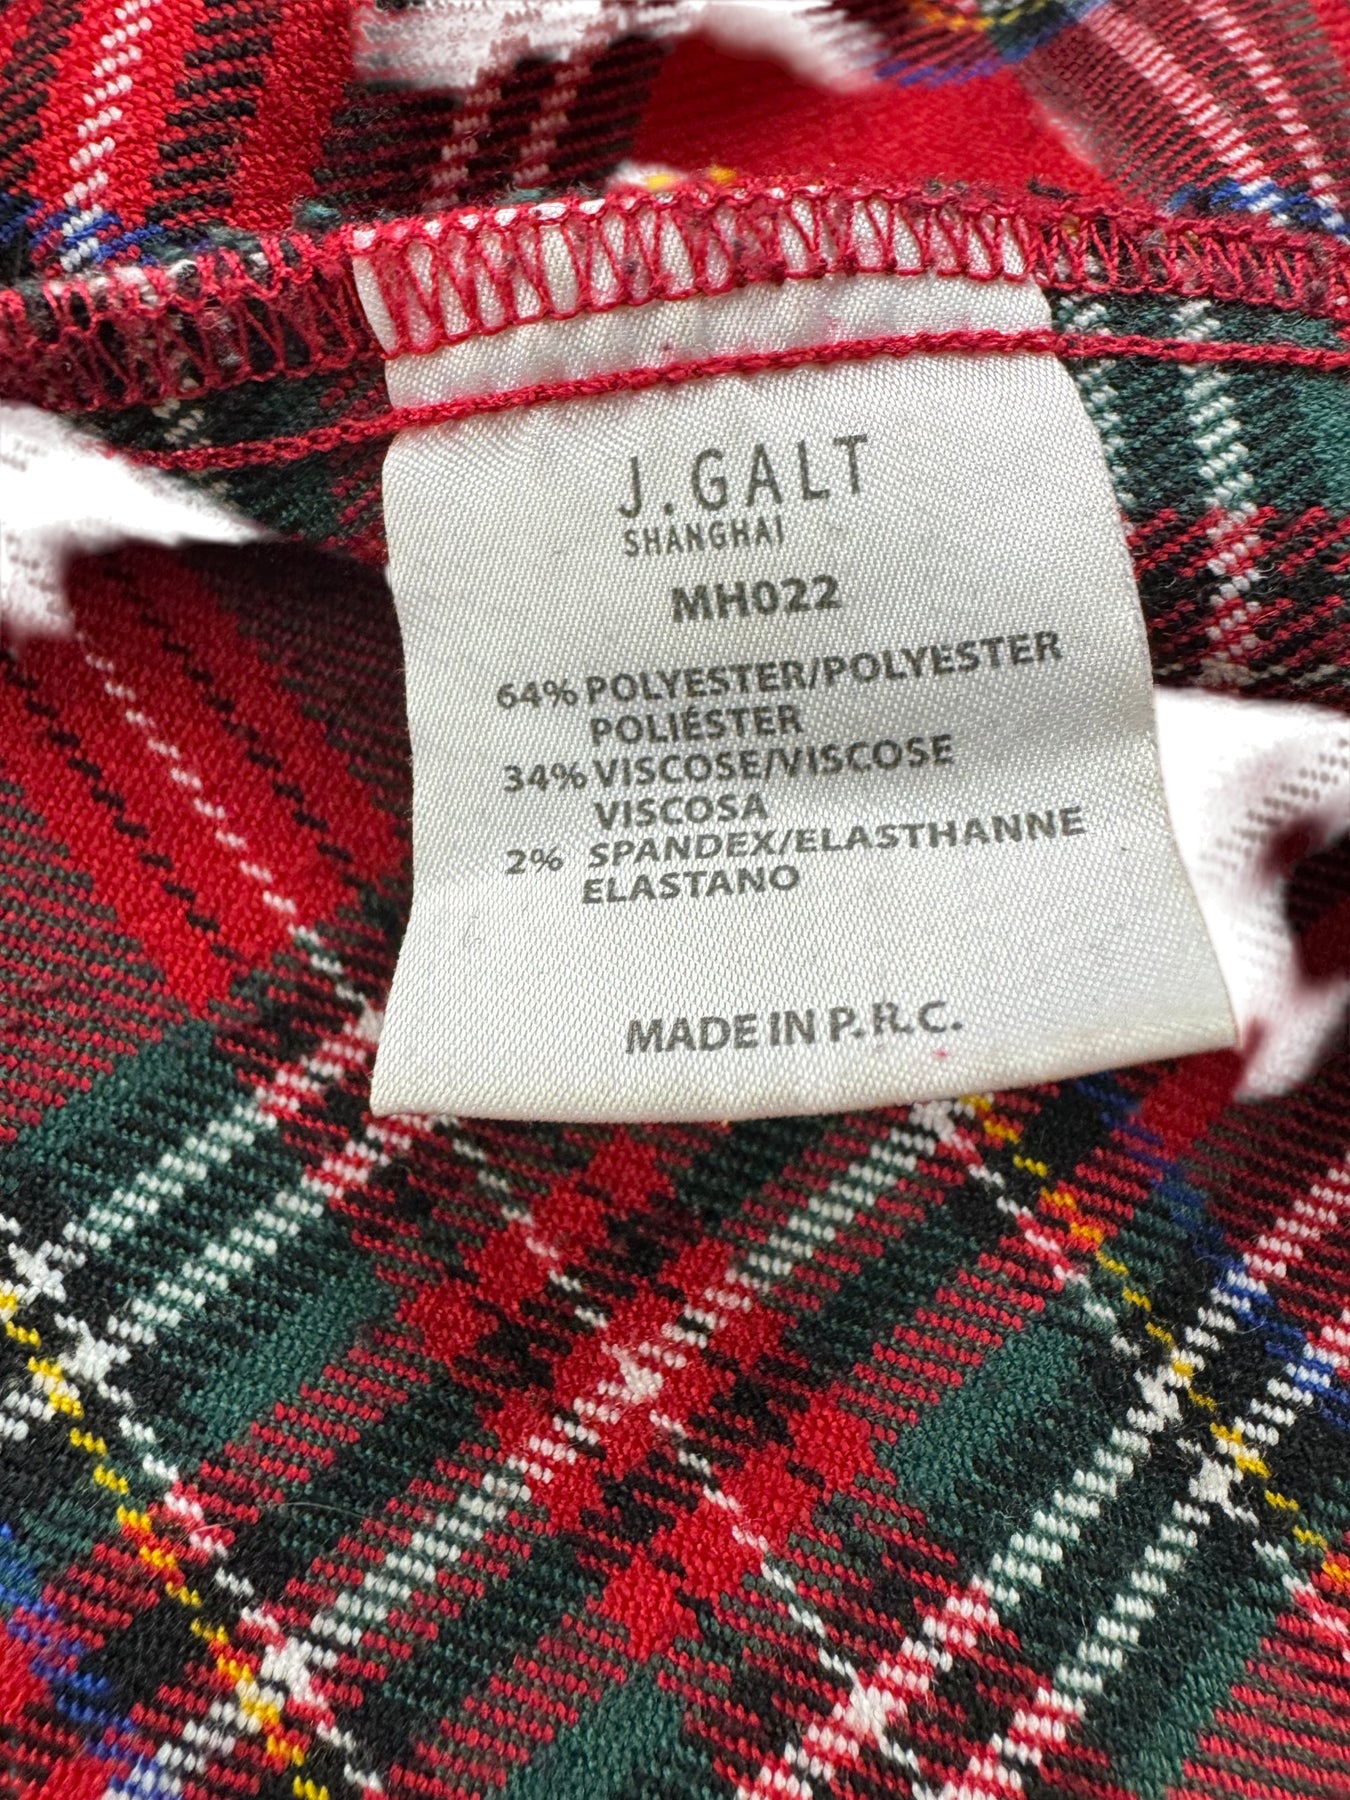 J.GALT
SHANGHAI
MH022
64% POLYESTER/POLYESTER
POLIÉSTER
34% VISCOSE/VISCOSE
VISCOSA
2% SPANDEX/ELASTHANNE
ELASTANO
MADE IN P.R.C.